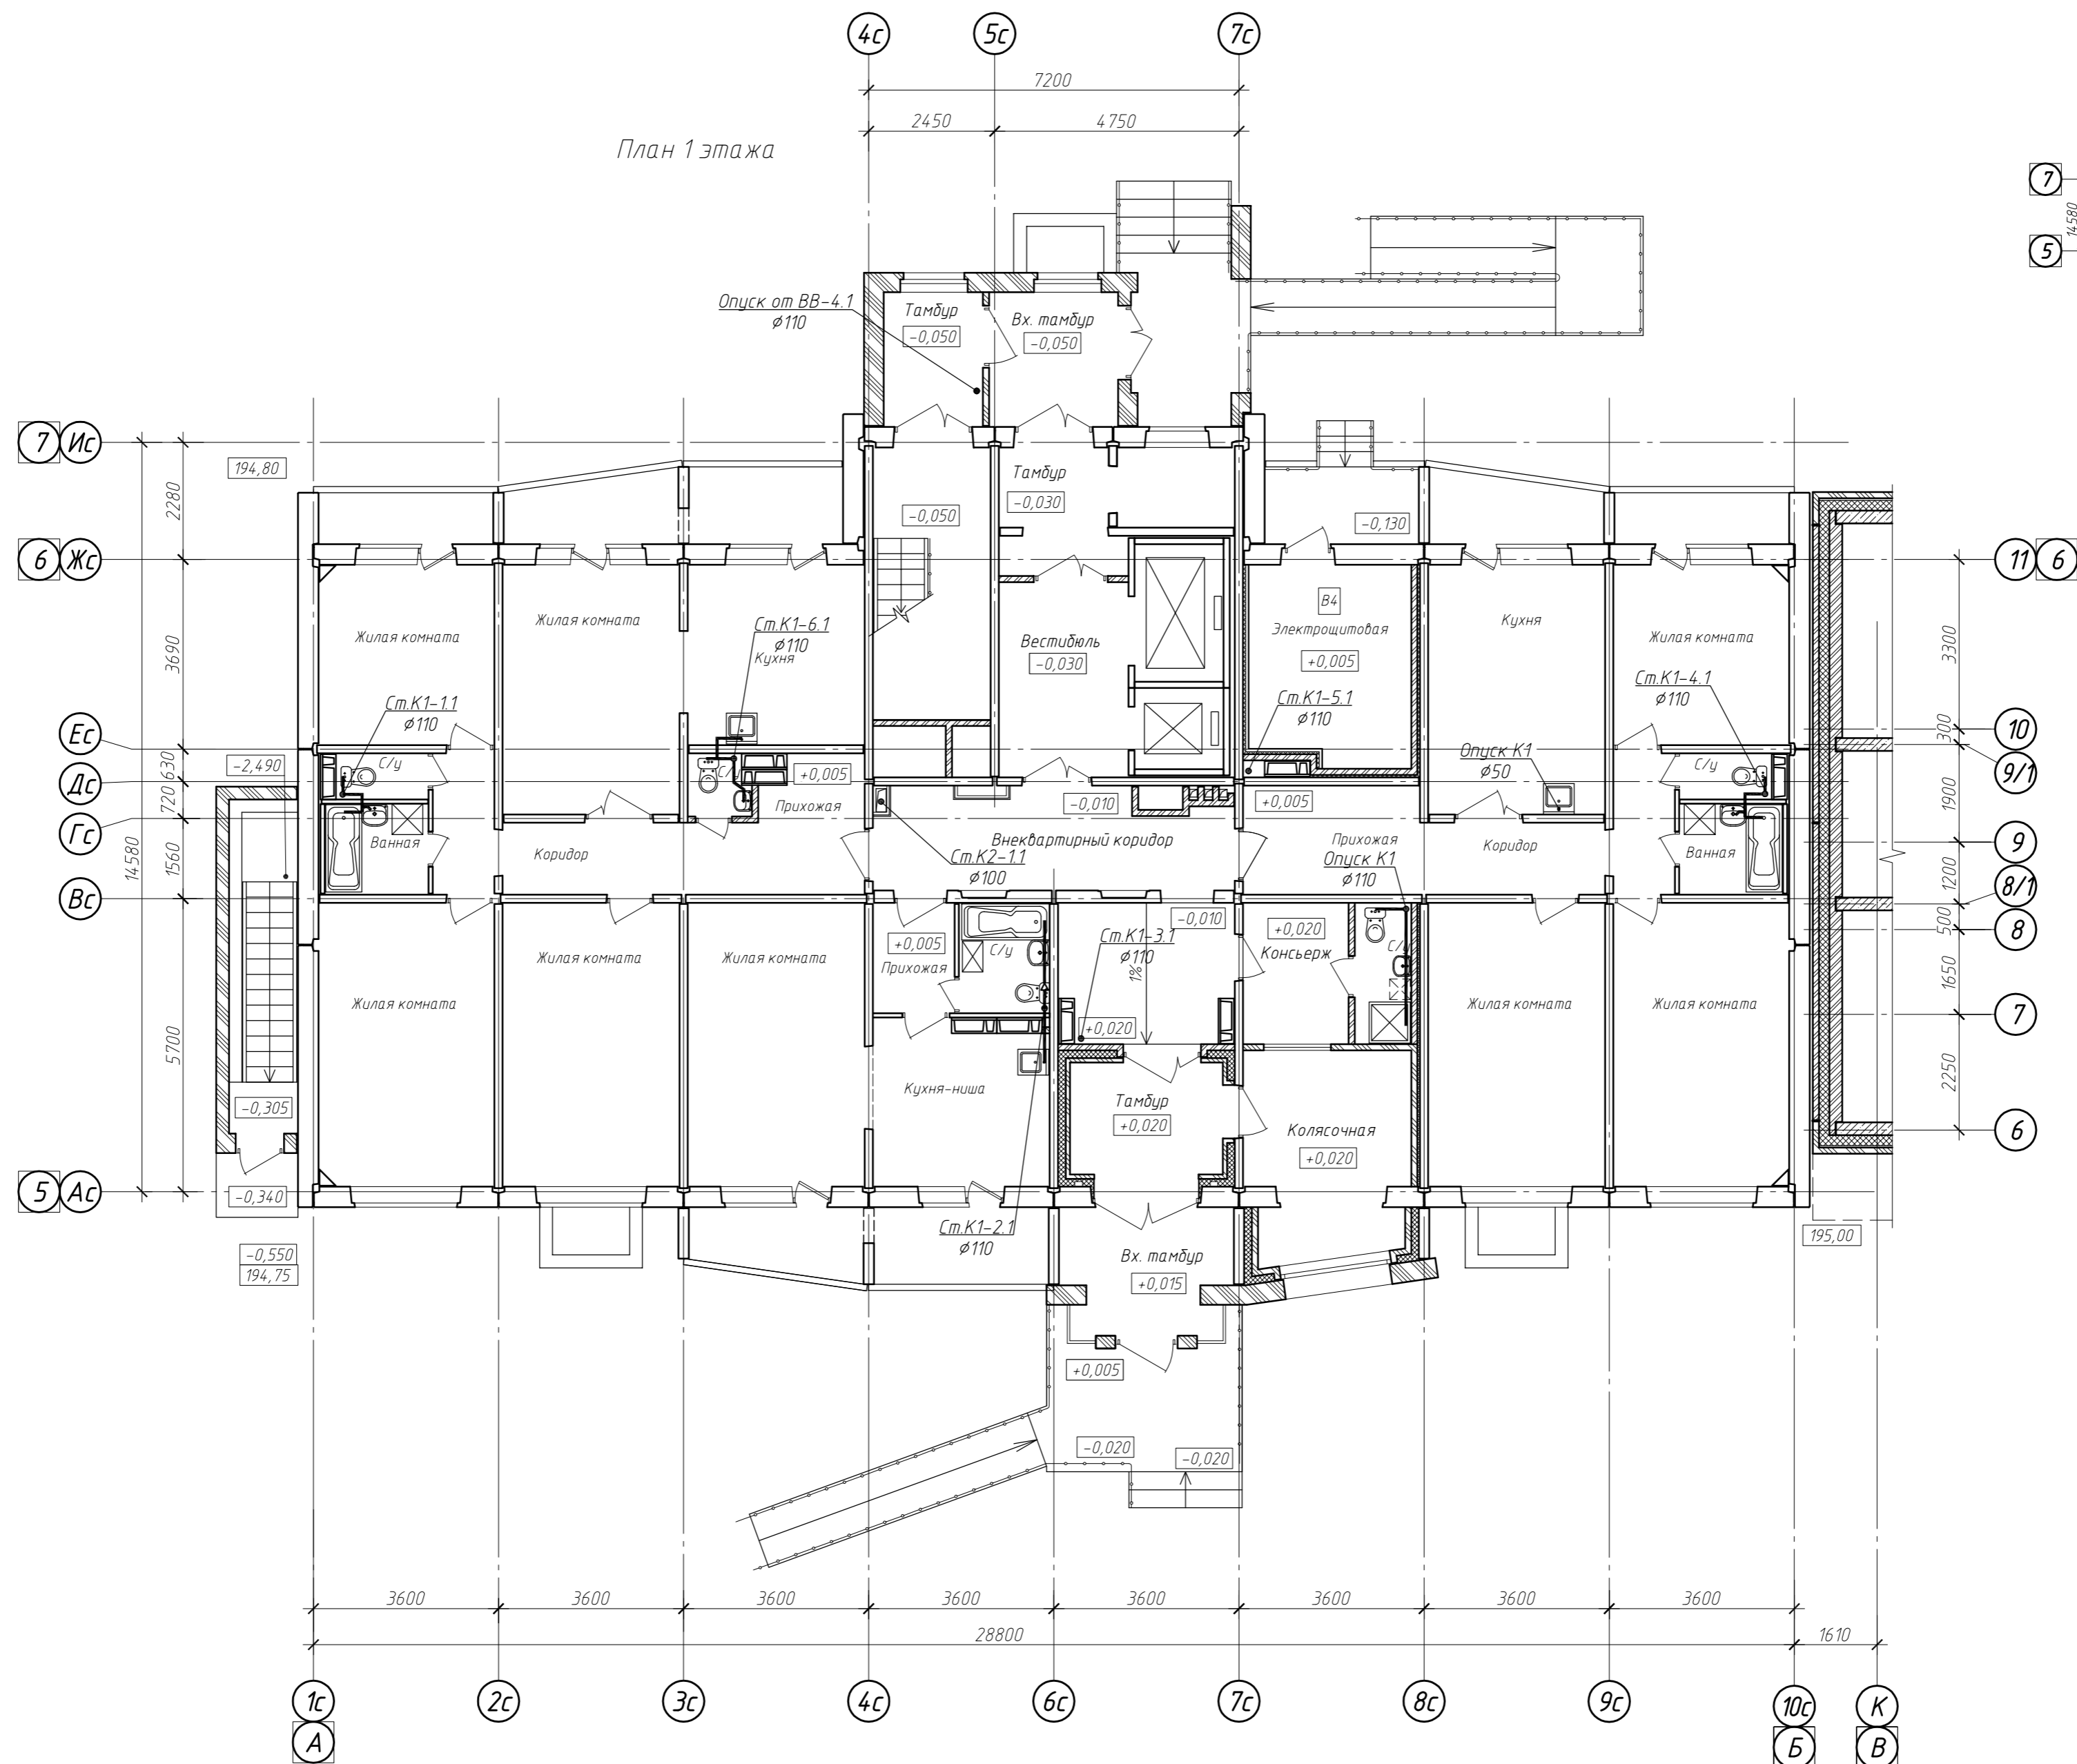 4с
5с
7с
7200
2450
4750
План 1 этажа
7
14580
5
Опуск от ВВ-4.1
ø110
Тамбур
-0,050
Вх. тамбур
-0,050
7
Ис
194,80
2280
Тамбур
-0,030
-0,050
-0,130
6
Жс
11
6
3690
3300
Жилая комната
Жилая комната
Ст.К1-6.1
ø110
Кухня
Вестибюль
-0,030
В4
Электрощитовая
+0,005
Кухня
Жилая комната
Ст.К1-1.1
ø110
Ст.К1-5.1
ø110
Ст.К1-4.1
ø110
Ес
10
300
630
-2,490
С/у
С/у
+0,005
Опуск К1
ø50
С/у
9/1
Дс
720
Прихожая
-0,010
+0,005
1900
Гс
9
14580
1560
Ванная
Коридор
Внеквартирный коридор
Ст.К2-1.1
ø100
Прихожая
Опуск К1
ø110
Коридор
Ванная
1200
8/1
Вс
500
8
-0,010
+0,005
Прихожая
С/у
Ст.К1-3.1
ø110
1%
+0,020
Консьерж
С/у
Жилая комната
Жилая комната
Жилая комната
Жилая комната
Жилая комната
1650
7
5700
+0,020
2250
Кухня-ниша
Тамбур
+0,020
Колясочная
+0,020
-0,305
6
5
Ас
-0,340
Ст.К1-2.1
ø110
195,00
-0,550
194,75
Вх. тамбур
+0,015
+0,005
-0,020
-0,020
3600
3600
3600
3600
3600
3600
3600
3600
28800
1610
1с
2с
3с
4с
6с
7с
8с
9с
10с
К
А
Б
В